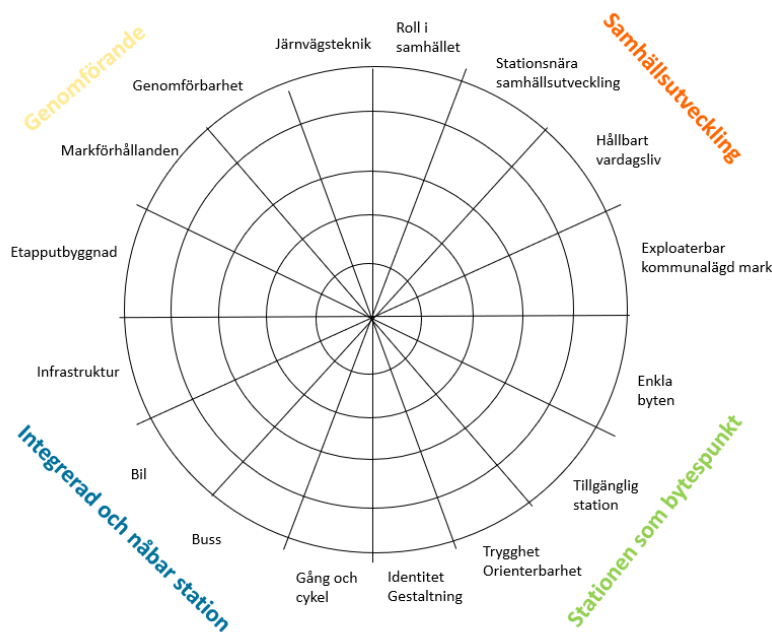 Genomförande
Järnvägsteknik
Roll i
samhället
Samhällsutveckling
Genomförbarhet
Stationsnära
samhällsutveckling
Markförhållanden
Hållbart
vardagsliv
Etapputbyggnad
Exploaterbar
kommunalägd mark
Infrastruktur
Enkla
byten
Integrerad och nåbar station
Bil
Tillgänglig
station
Stationen som bytespunkt
Buss
Gång och
cykel
Identitet
Gestaltning
Trygghet
Orienterbarhet